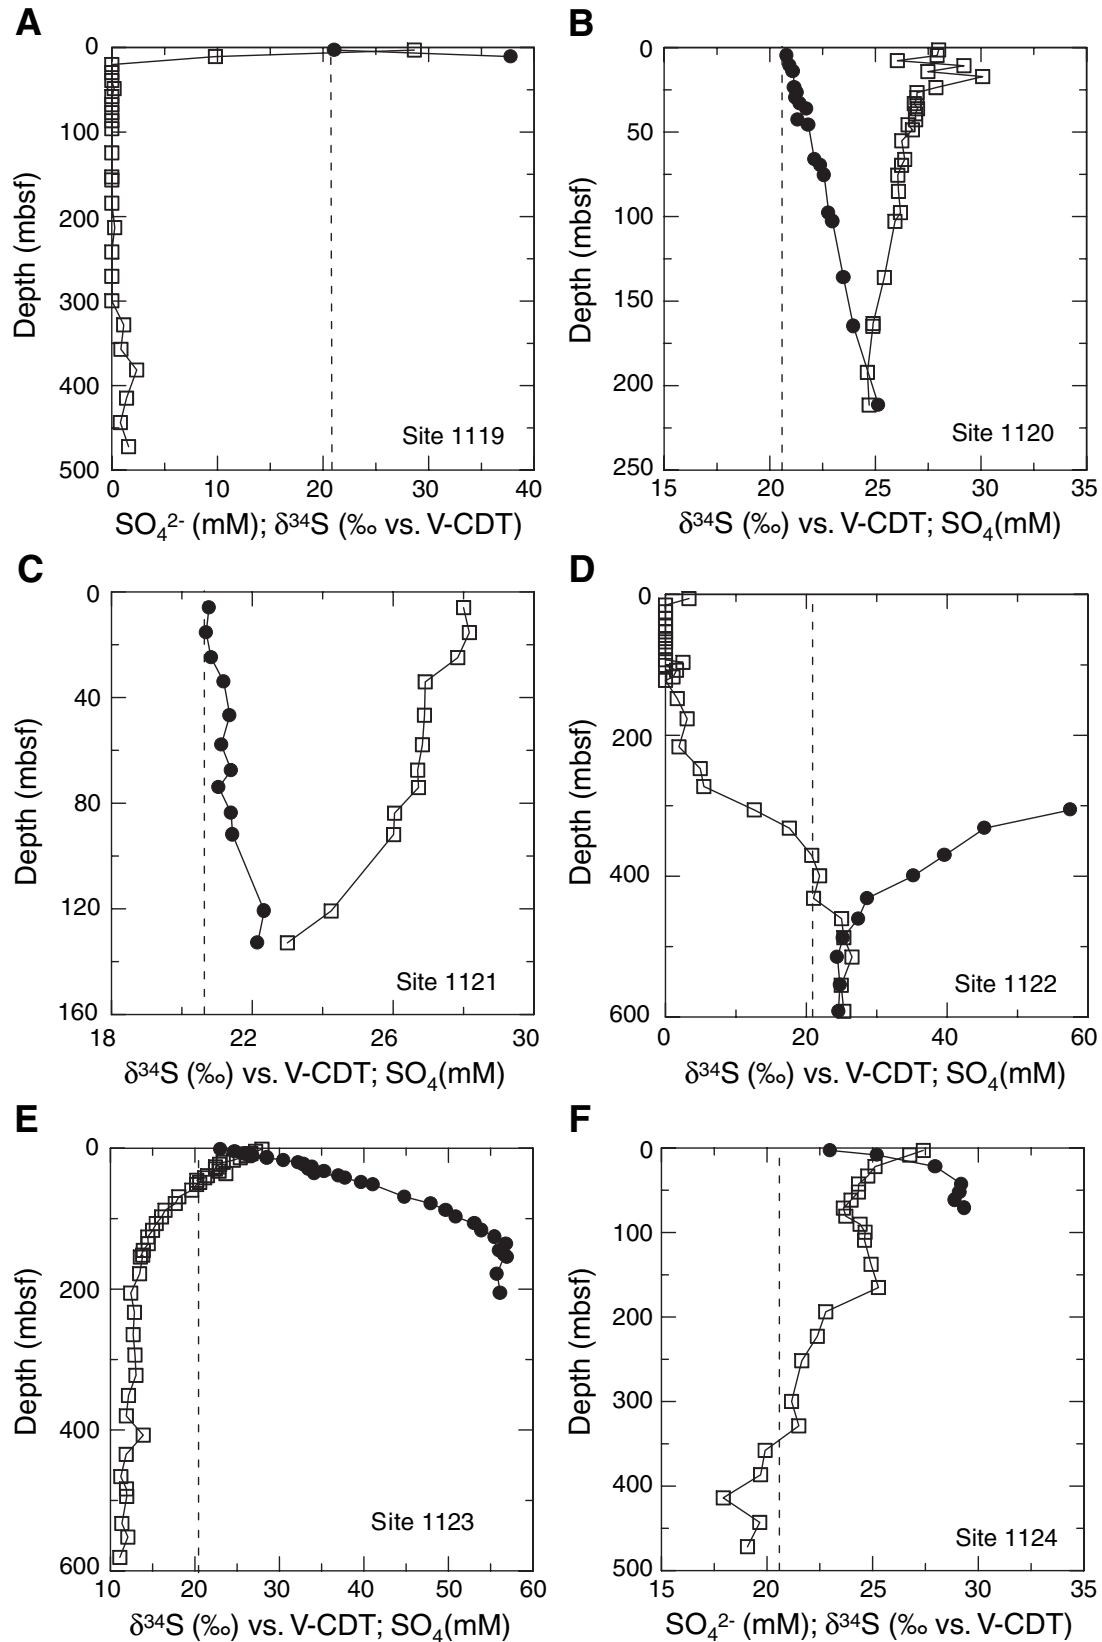 A
0
100
200
300
400
500
Depth (mbsf)
Site 1119
0 10 20 30 40
SO₄²⁻ (mM); δ³⁴S (‰ vs. V-CDT)
B
0
50
100
150
200
250
Depth (mbsf)
Site 1120
15 20 25 30 35
δ³⁴S (‰) vs. V-CDT; SO₄(mM)
C
0
40
80
120
160
Depth (mbsf)
Site 1121
18 22 26 30
δ³⁴S (‰) vs. V-CDT; SO₄(mM)
D
0
200
400
600
Depth (mbsf)
Site 1122
0 20 40 60
δ³⁴S (‰) vs. V-CDT; SO₄(mM)
E
0
200
400
600
Depth (mbsf)
Site 1123
10 20 30 40 50 60
δ³⁴S (‰) vs. V-CDT; SO₄(mM)
F
0
100
200
300
400
500
Depth (mbsf)
Site 1124
15 20 25 30 35
SO₄²⁻ (mM); δ³⁴S (‰ vs. V-CDT)